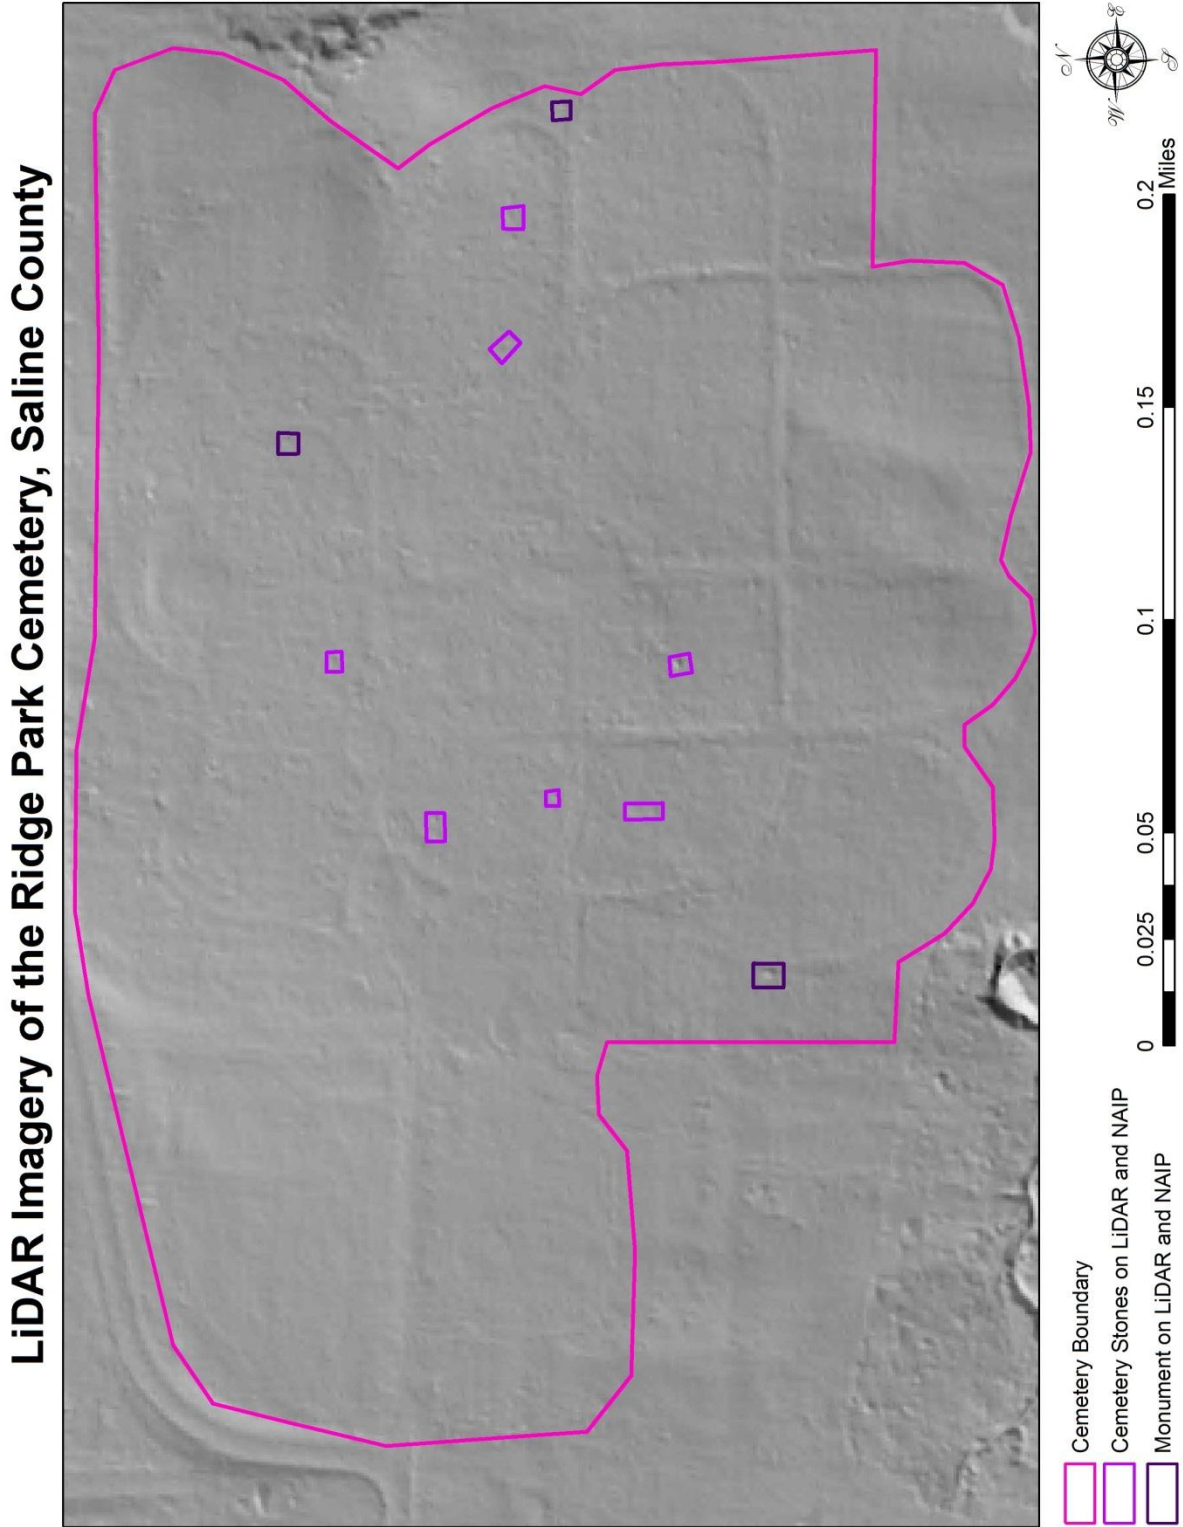 LiDAR Imagery of the Ridge Park Cemetery, Saline County
Cemetery Boundary
Cemetery Stones on LiDAR and NAIP
Monument on LiDAR and NAIP
0 0.025 0.05 0.1 0.15 0.2
Miles
N
W E
S